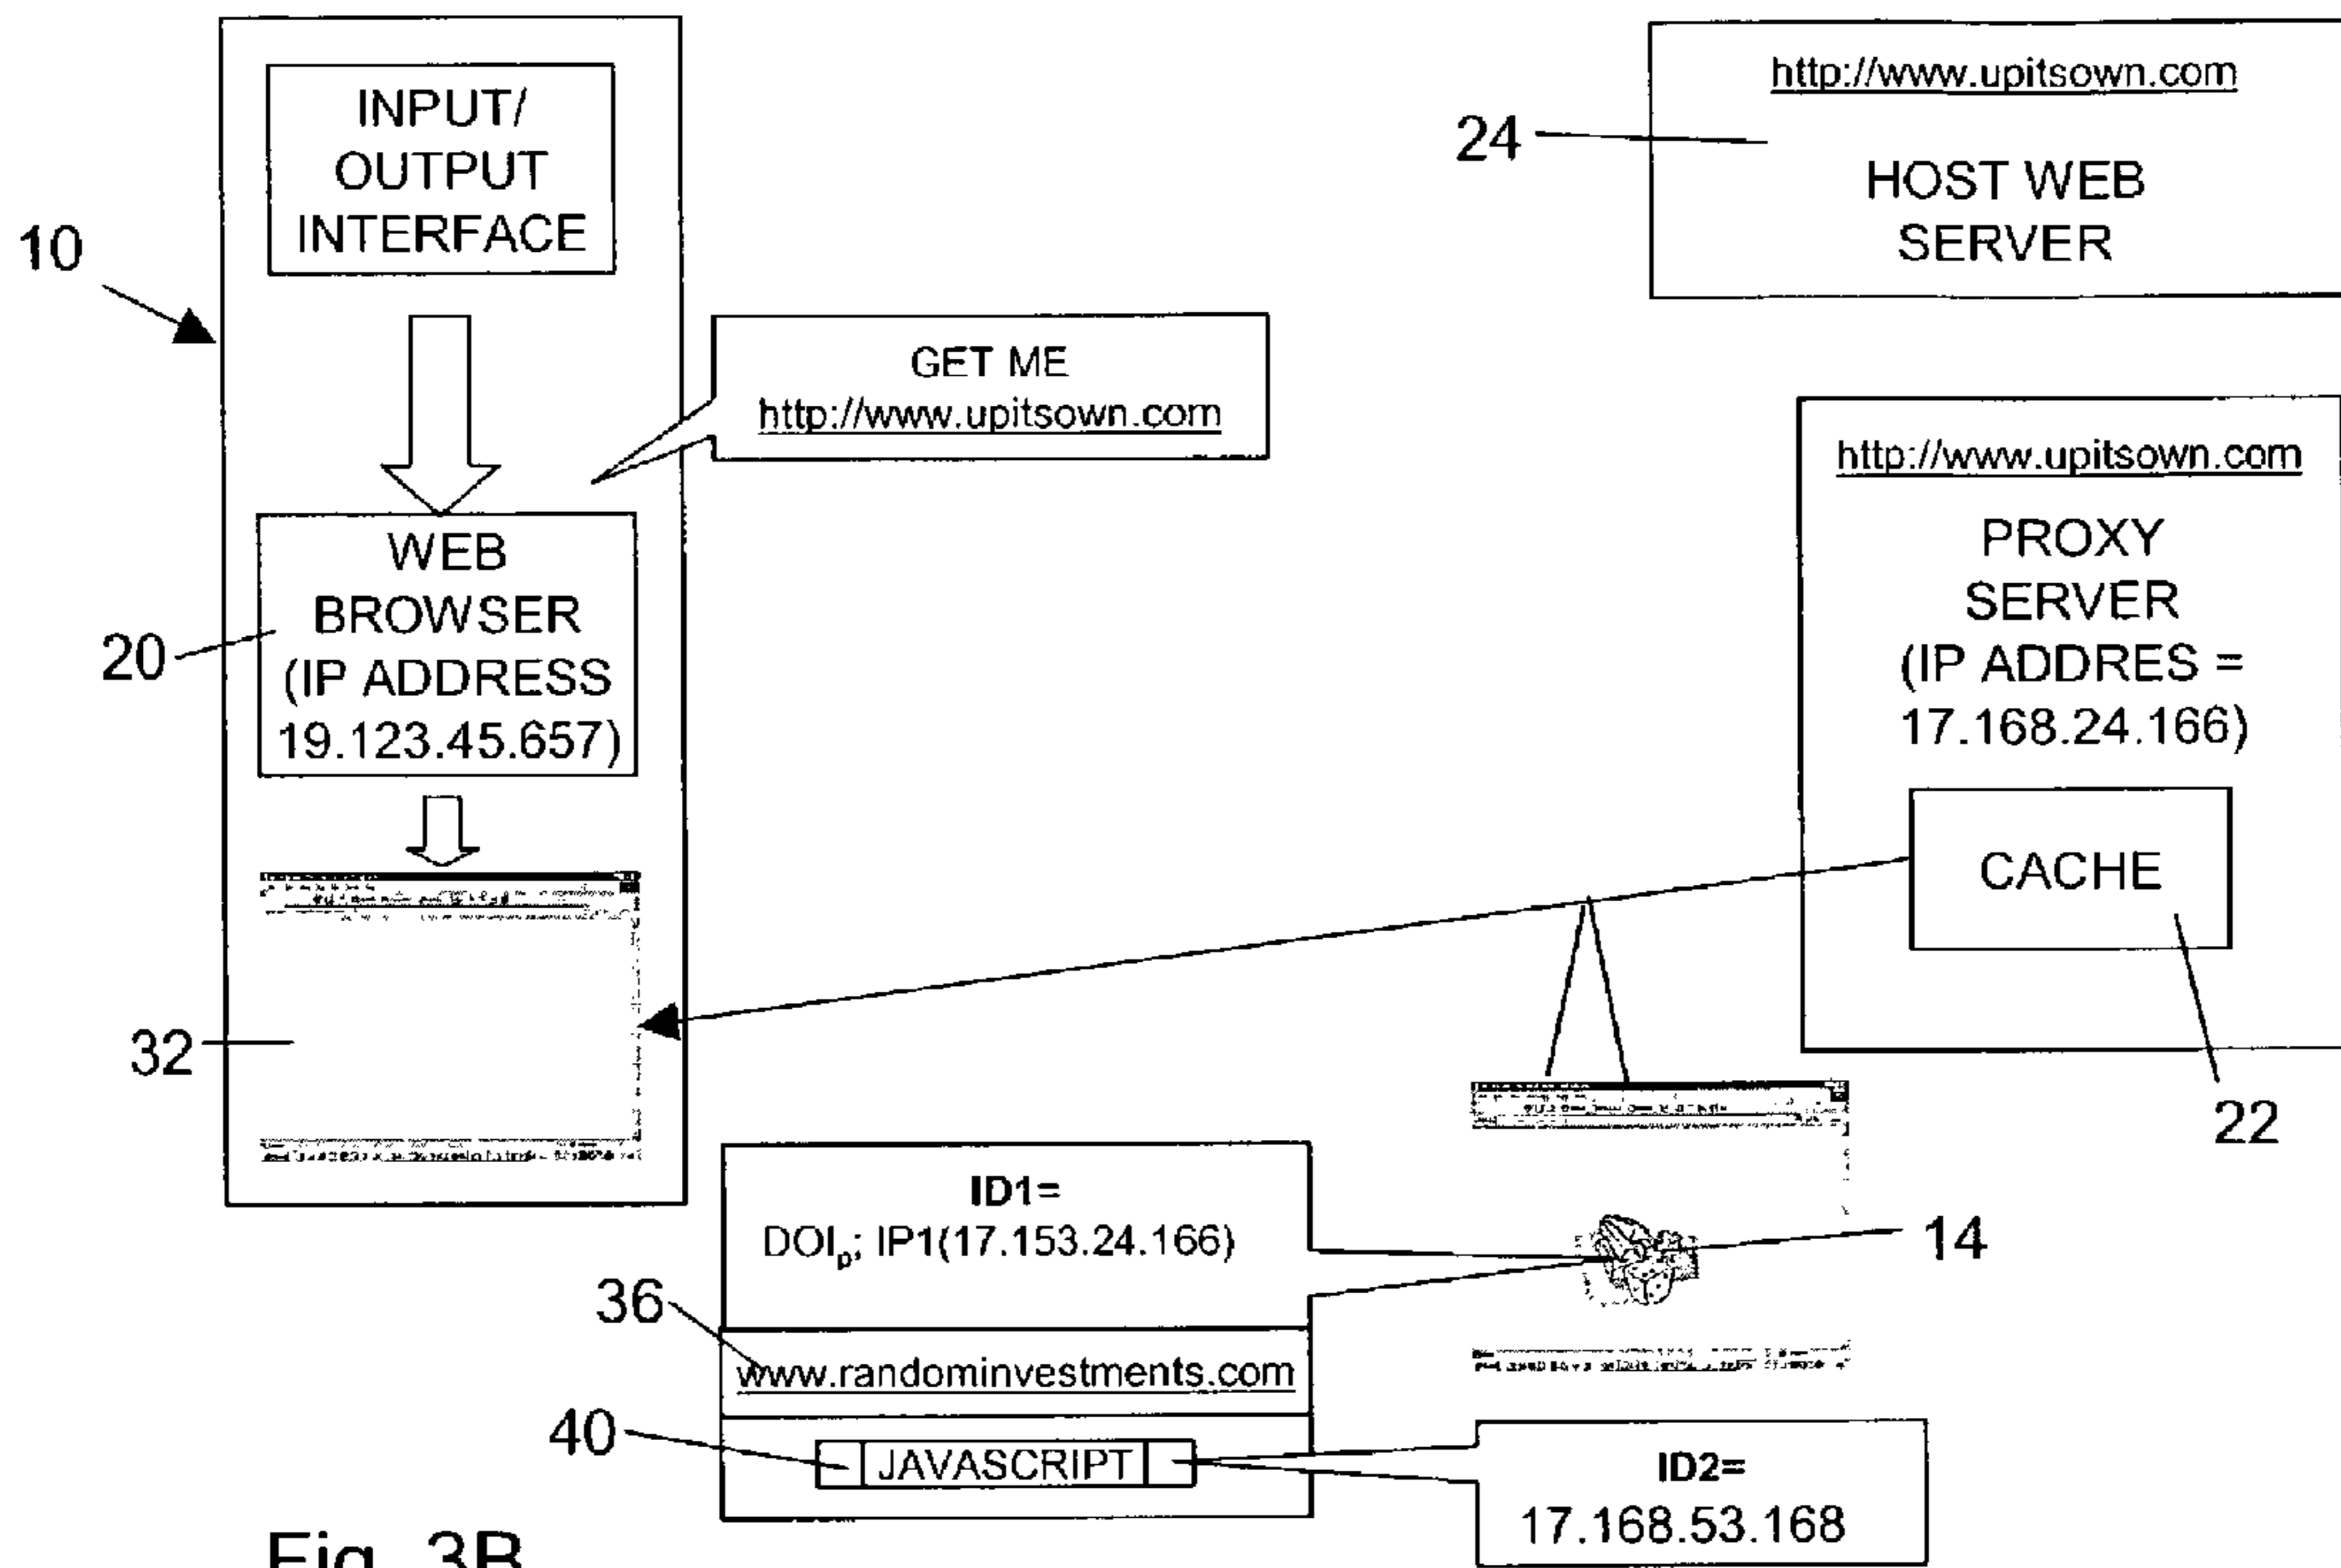 INPUT/
OUTPUT
INTERFACE
10
GET ME
http://www.upitsown.com
http://www.upitsown.com
24
HOST WEB
SERVER
WEB
BROWSER
(IP ADDRESS
19.123.45.657)
20
http://www.upitsown.com
PROXY
SERVER
(IP ADDRES =
17.168.24.166)
CACHE
22
32
ID1=
DOIp; IP1(17.153.24.166)
14
36
www.randominvestments.com
40
JAVASCRIPT
ID2=
17.168.53.168
Fig. 3B